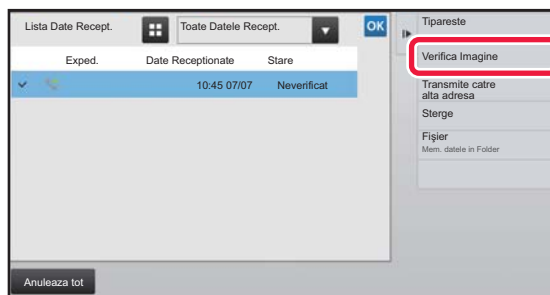 Lista Date Recept.
Toate Datele Recept.
OK
Exped.
Date Receptionate
Stare
10:45 07/07
Neverificat
Anuleaza tot
Tipareste
Verifica Imagine
Transmite catre
alta adresa
Sterge
Fişier
Mem. datele in Folder